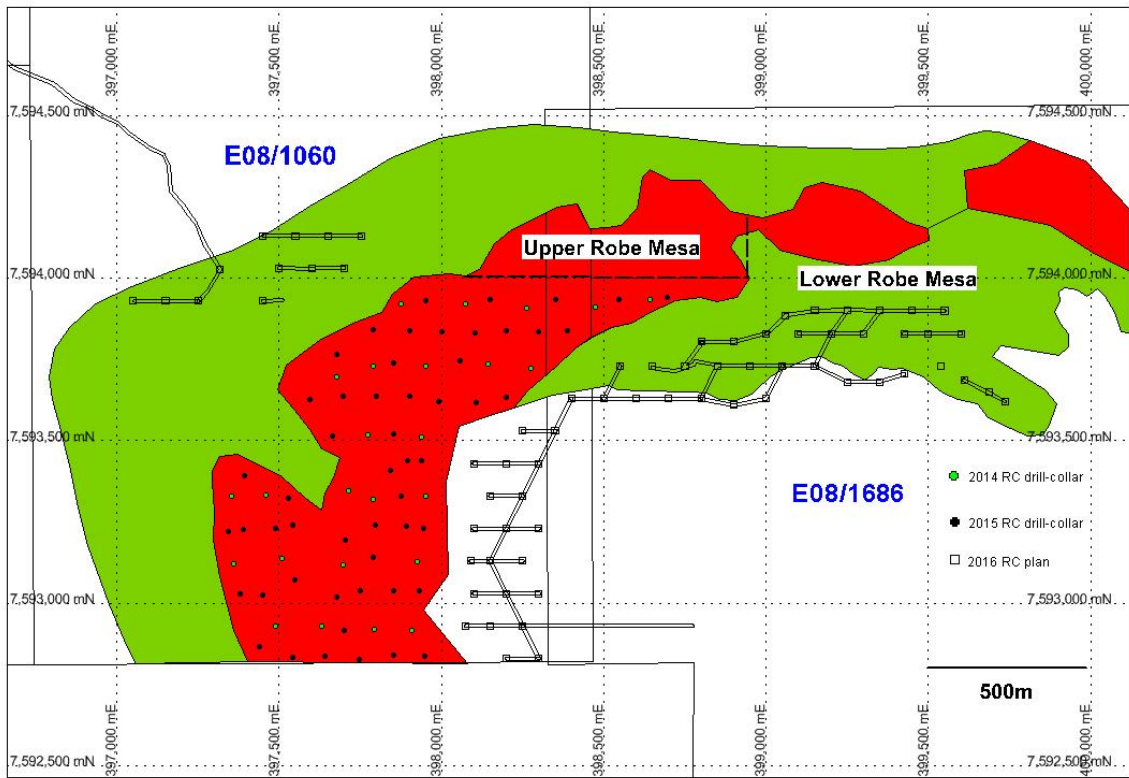 397,000 mE
397,500 mE
398,000 mE
398,500 mE
399,000 mE
399,500 mE
400,000 mE
7,594,500 mN
7,594,500 mN
E08/1060
Upper Robe Mesa
7,594,000 mN
Lower Robe Mesa
7,594,000 mN
7,593,500 mN
7,593,500 mN
2014 RC drill-collar
E08/1686
2015 RC drill-collar
2016 RC plan
7,593,000 mN
7,593,000 mN
500m
397,000 mE
397,500 mE
398,000 mE
398,500 mE
399,000 mE
399,500 mE
400,000 mE
7,592,500 mN
7,592,500 mN